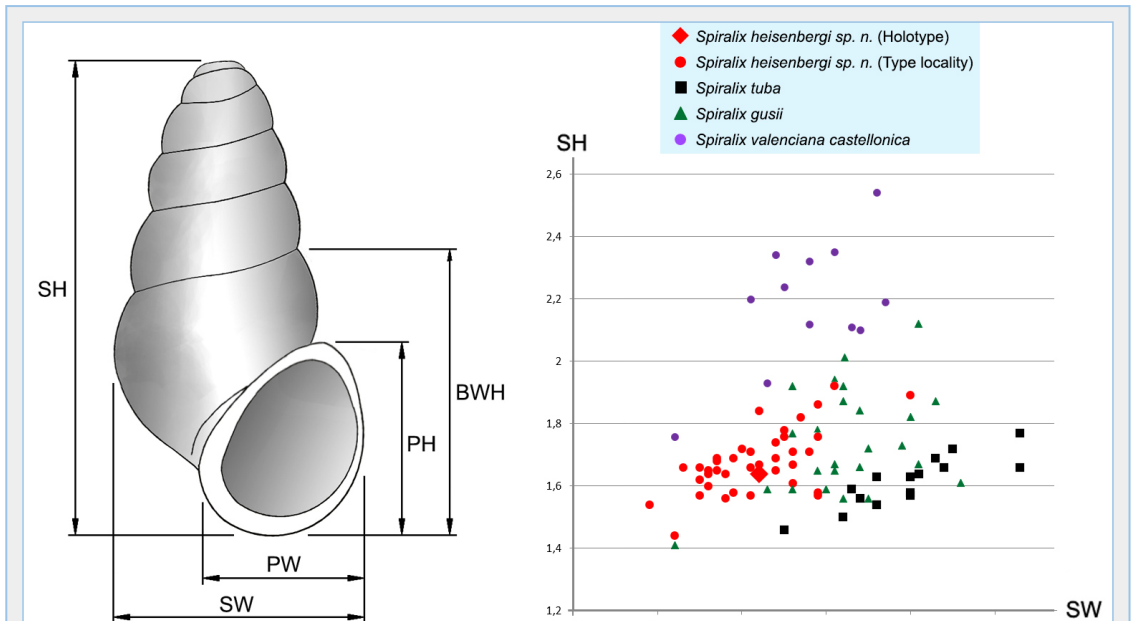 SH
BWH
PH
PW
SW
Spiralix heisenbergi sp. n. (Holotype)
Spiralix heisenbergi sp. n. (Type locality)
Spiralix tuba
Spiralix gusii
Spiralix valenciana castellonica
SH
2,6
2,4
2,2
2
1,8
1,6
1,4
1,2
SW